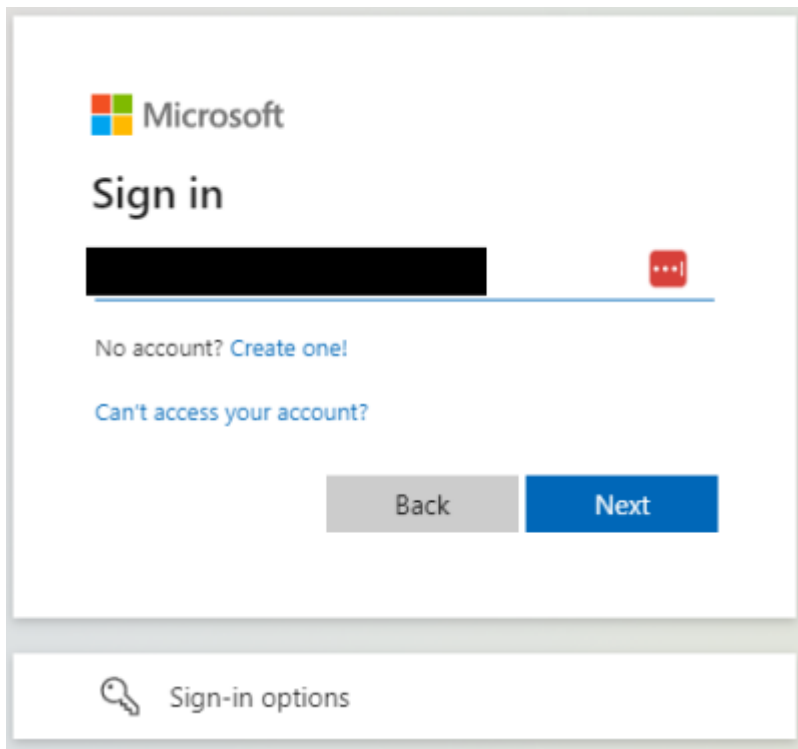 Microsoft
Sign in
No account? Create one!
Can't access your account?
Back
Next
Sign-in options